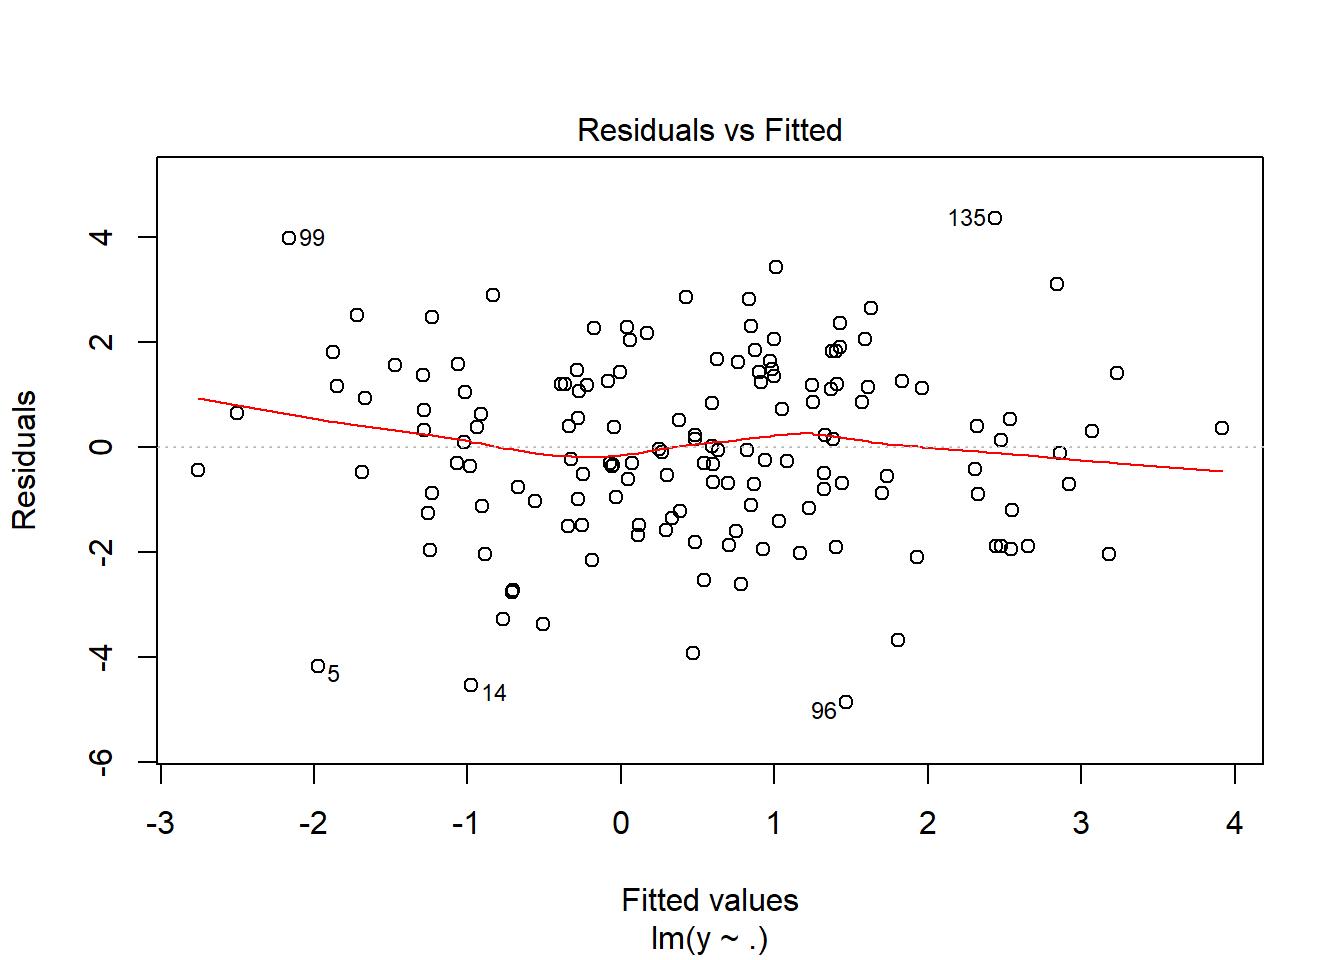 Residuals vs Fitted
Residuals
4
2
0
-2
-4
-6
99
135
5
14
96
-3 -2 -1 0 1 2 3 4
Fitted values
lm(y ~ .)